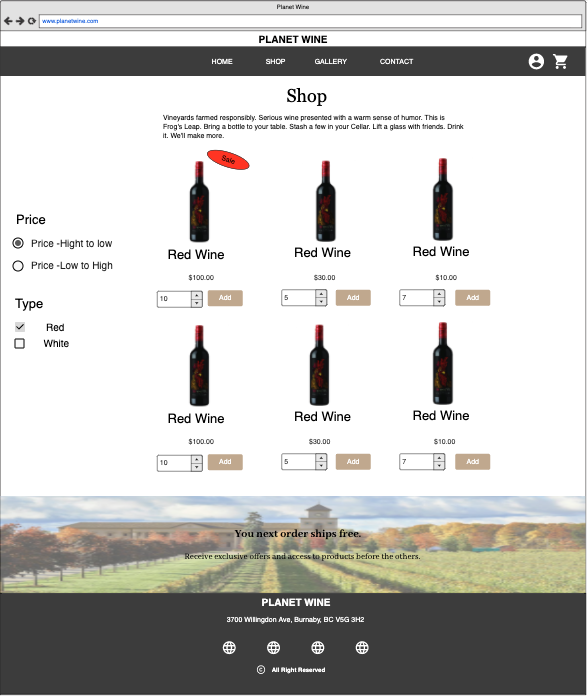 Planet Wine
www.planetwine.com
PLANET WINE
HOME SHOP GALLERY CONTACT
Shop
Vineyards farmed responsibly. Serious wine presented with a warm sense of humor. This is
Frog's Leap. Bring a bottle to your table. Stash a few in your Cellar. Lift a glass with friends. Drink
it. We'll make more.
Sale
Price
Price -Hight to low
Price -Low to High
Type
Red
White
Red Wine Red Wine Red Wine
$100.00 $30.00 $10.00
10 Add 5 Add 7 Add
Red Wine Red Wine Red Wine
$100.00 $30.00 $10.00
10 Add 5 Add 7 Add
You next order ships free.
Receive exclusive offers and access to products before the others.
PLANET WINE
3700 Willingdon Ave, Burnaby, BC V5G 3H2
© All Right Reserved